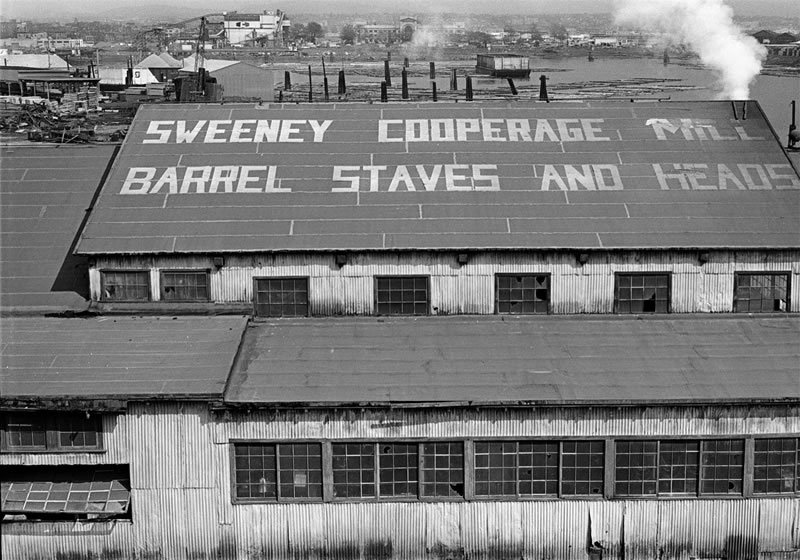 SWEENEY COOPERAGE MILL
BARREL STAVES AND HEADS